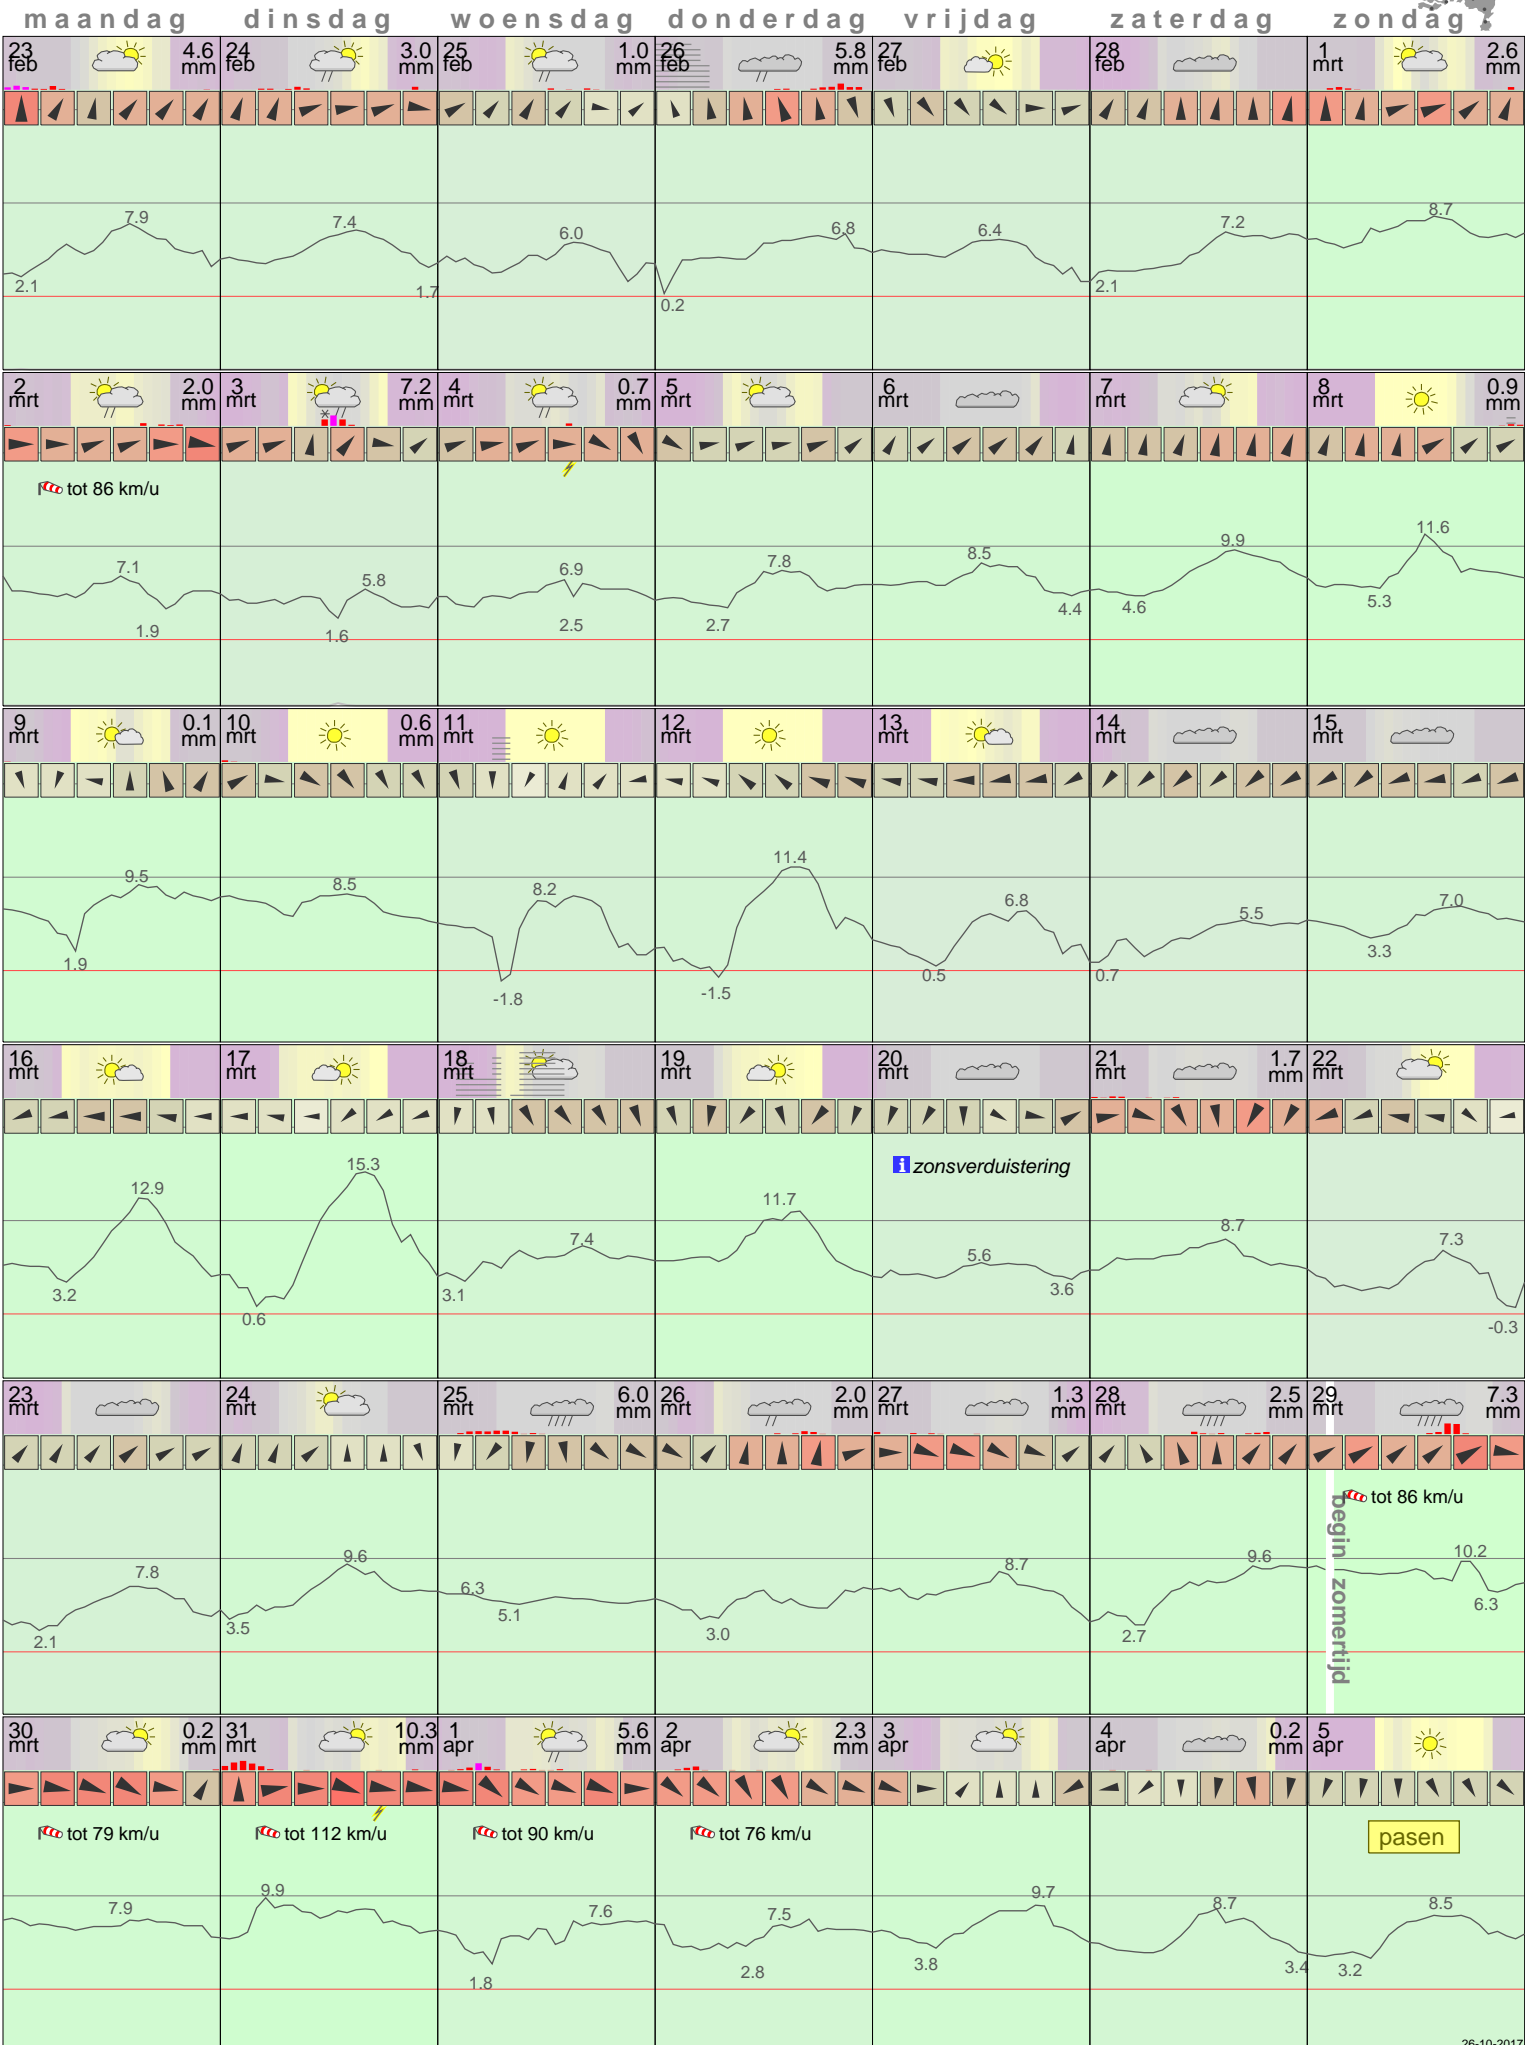 maandag dinsdag woensdag donderdag vrijdag zaterdag zondag
23 4.6 24 3.0 25 1.0 26 5.8 27 28 1 2.6
feb mm feb mm feb mm feb mm feb feb mrt mm
7.9 7.4 6.0 6.8 6.4 7.2 8.7
2.1 1.7 0.2 2.1
2 2.0 3 7.2 4 0.7 5 6 7 8 0.9
mrt mm mrt mm mrt mm mrt mrt mrt mrt mm
tot 86 km/u
7.1 5.8 6.9 7.8 8.5 9.9 11.6
1.9 1.6 2.5 2.7 4.4 4.6 5.3
9 0.1 10 0.6 11 12 13 14 15
mrt mm mrt mm mrt mrt mrt mrt mrt
9.5 8.5 8.2 11.4 6.8 5.5 7.0
1.9 -1.8 -1.5 0.5 0.7 3.3
16 17 18 19 20 21 1.7 22
mrt mrt mrt mrt mrt mrt mm mrt
zonsverduistering
12.9 15.3 7.4 11.7 5.6 8.7 7.3
3.2 0.6 3.1 3.6 -0.3
23 24 25 6.0 26 2.0 27 1.3 28 2.5 29 7.3
mrt mrt mrt mm mrt mm mrt mm mrt mm mrt mm
tot 86 km/u
begin zomertijd
7.8 9.6 6.3 8.7 9.6 10.2
2.1 3.5 5.1 3.0 2.7 6.3
30 0.2 31 10.3 1 5.6 2 2.3 3 4 0.2 5
mrt mm mrt mm apr mm apr mm apr apr mm apr
tot 79 km/u tot 112 km/u tot 90 km/u tot 76 km/u pasen
7.9 9.9 7.6 7.5 9.7 8.7 8.5
1.8 2.8 3.8 3.4 3.2
26-10-2017